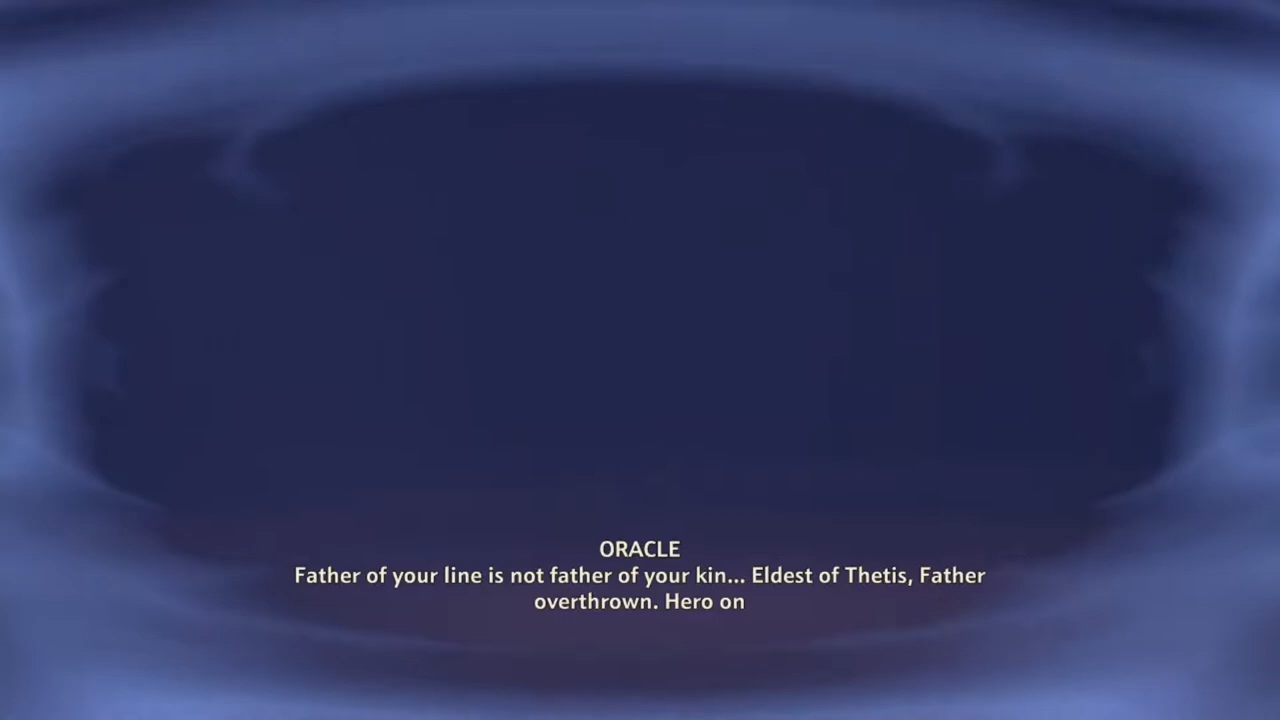 ORACLE
Father of your line is not father of your kin... Eldest of Thetis, Father
overthrown. Hero on